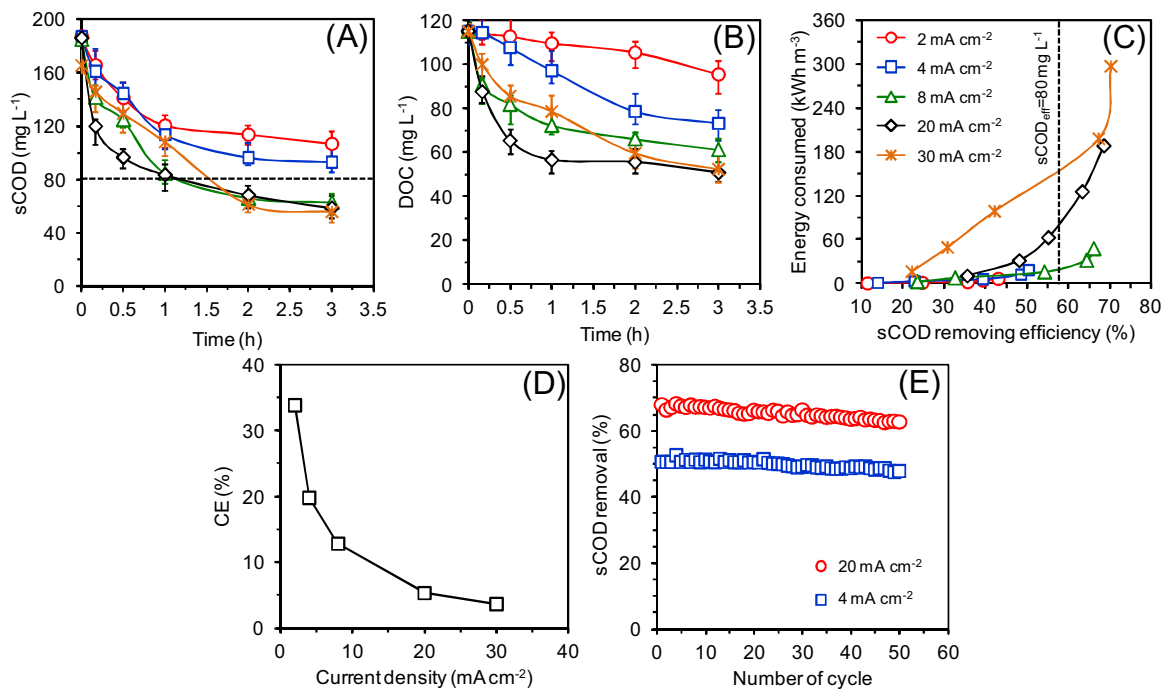 (A)
200
160
120
80
40
0
sCOD (mg L-1)
0 0.5 1 1.5 2 2.5 3 3.5
Time (h)
(B)
120
100
80
60
40
20
0
DOC (mg L-1)
0 0.5 1 1.5 2 2.5 3 3.5
Time (h)
(C)
360
300
240
180
120
60
0
Energy consumed (kWh m-3)
2 mA cm-2
4 mA cm-2
8 mA cm-2
20 mA cm-2
30 mA cm-2
sCODeff=80 mg L-1
10 20 30 40 50 60 70 80
sCOD removing efficiency (%)
(D)
40
30
20
10
0
CE (%)
0 10 20 30 40
Current density (mA cm-2)
(E)
80
60
40
20
0
sCOD removal (%)
20 mA cm-2
4 mA cm-2
0 10 20 30 40 50 60
Number of cycle